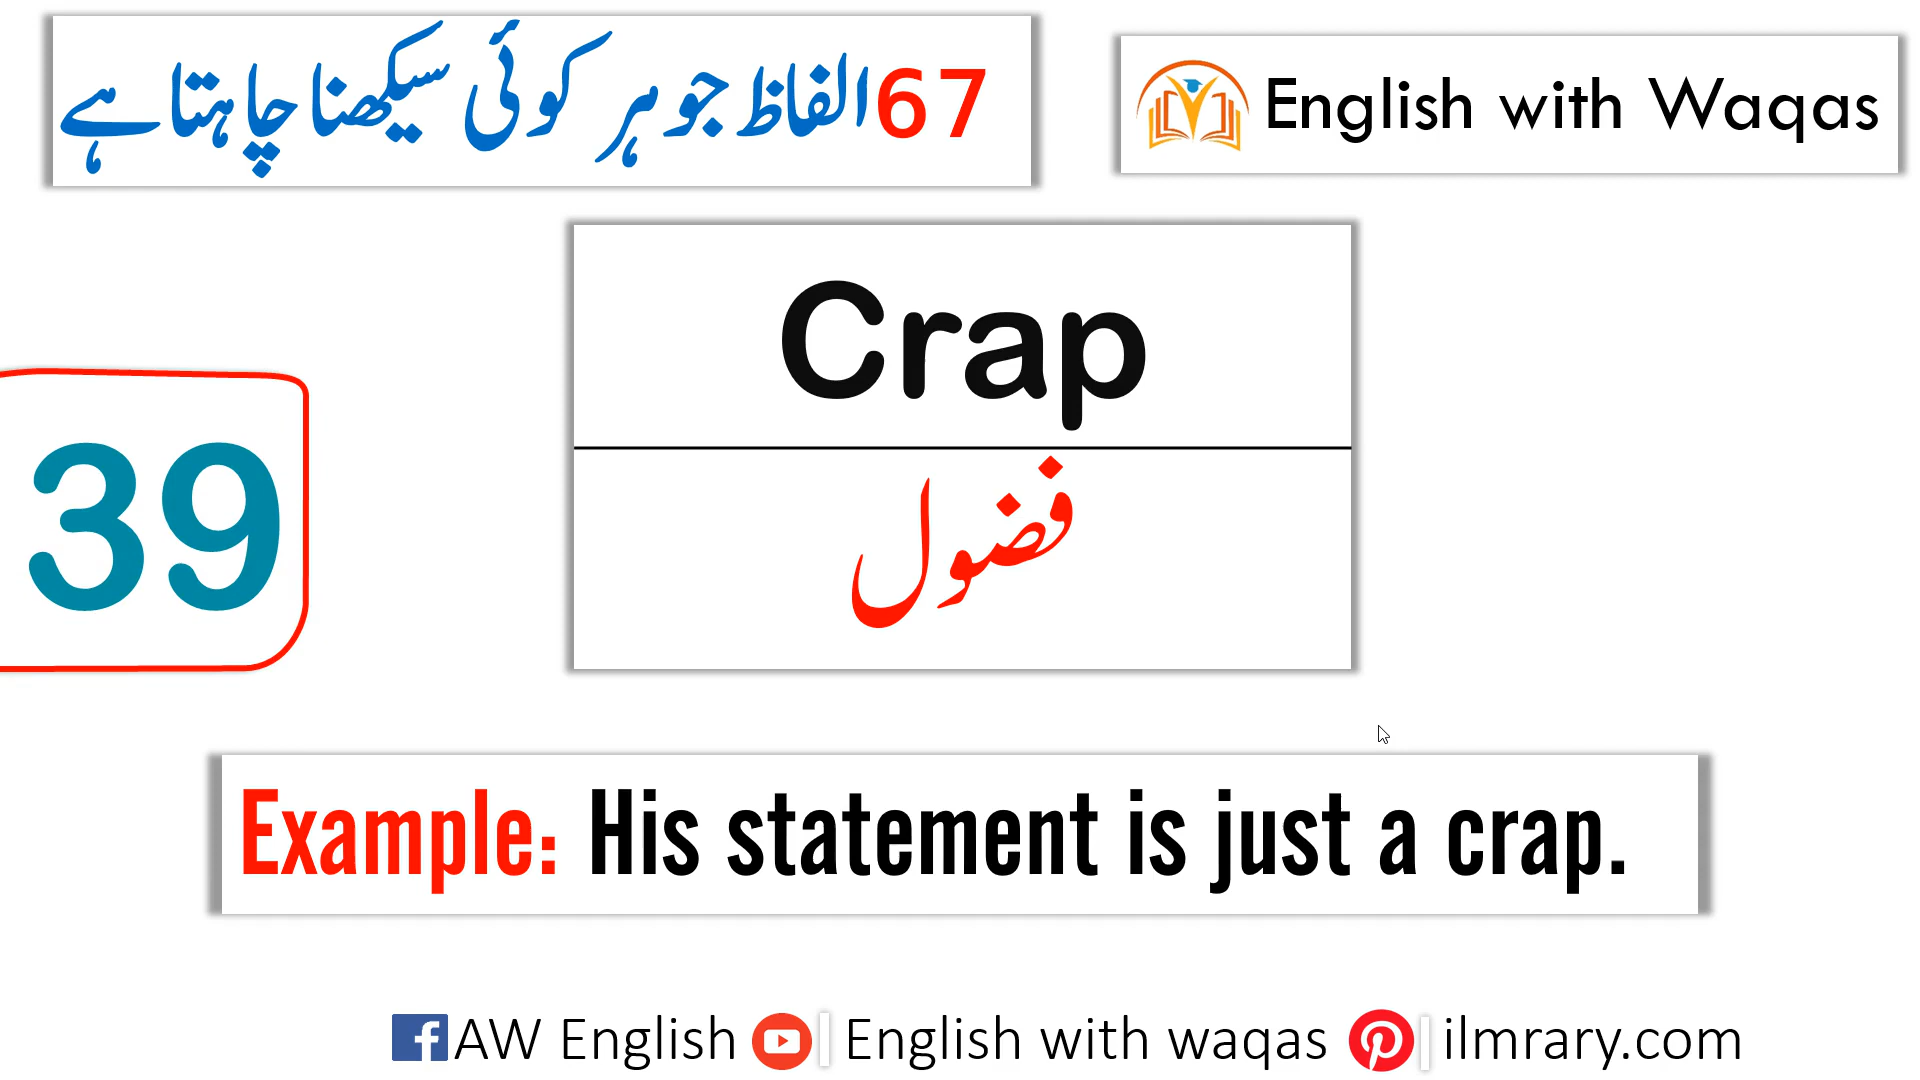 67 الفاظ جو ہر کوئی سیکھنا چاہتا ہے
English with Waqas
Crap
فضول
39
Example: His statement is just a crap.
AW English | English with waqas | ilmrary.com